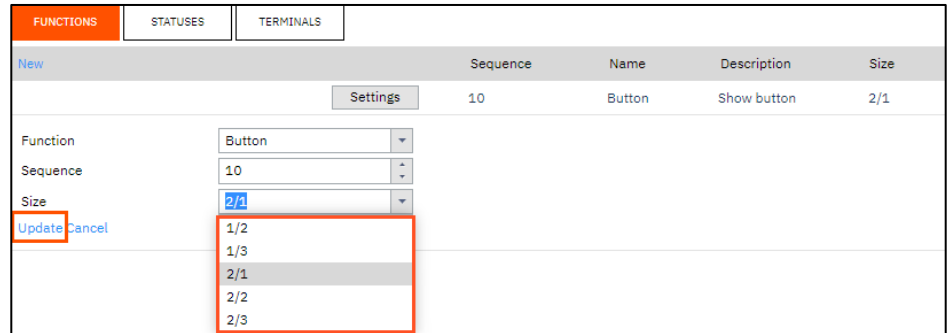 FUNCTIONS STATUSES TERMINALS
New Sequence Name Description Size
Settings 10 Button Show button 2/1
Function Button
Sequence 10
Size 2/1
Update Cancel
1/2
1/3
2/1
2/2
2/3